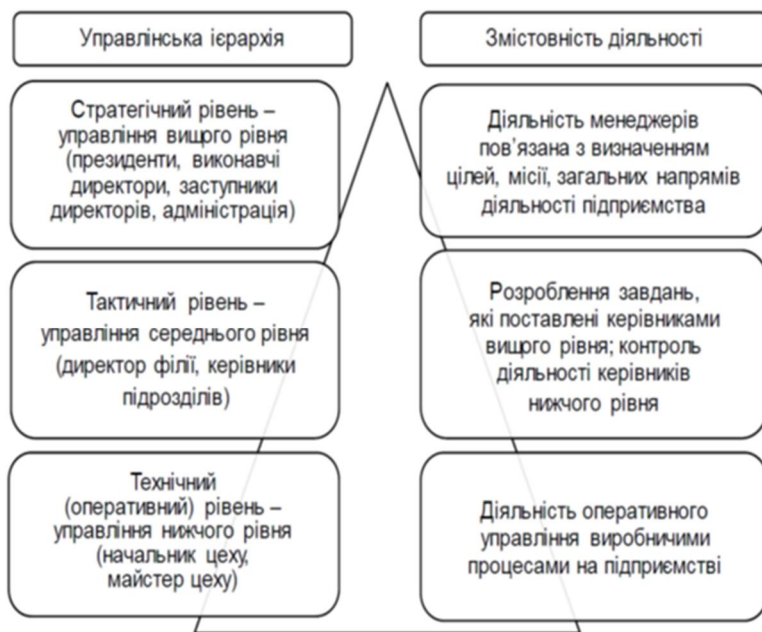 Управлінська ієрархія
Змістовність діяльності
Стратегічний рівень –
управління вищого рівня
(президенти, виконавчі
директори, заступники
директорів, адміністрація)
Діяльність менеджерів
пов’язана з визначенням
цілей, місії, загальних напрямів
діяльності підприємства
Тактичний рівень –
управління середнього рівня
(директор філії, керівники
підрозділів)
Розроблення завдань,
які поставлені керівниками
вищого рівня; контроль
діяльності керівників
нижчого рівня
Технічний
(оперативний) рівень –
управління нижчого рівня
(начальник цеху,
майстер цеху)
Діяльність оперативного
управління виробничими
процесами на підприємстві